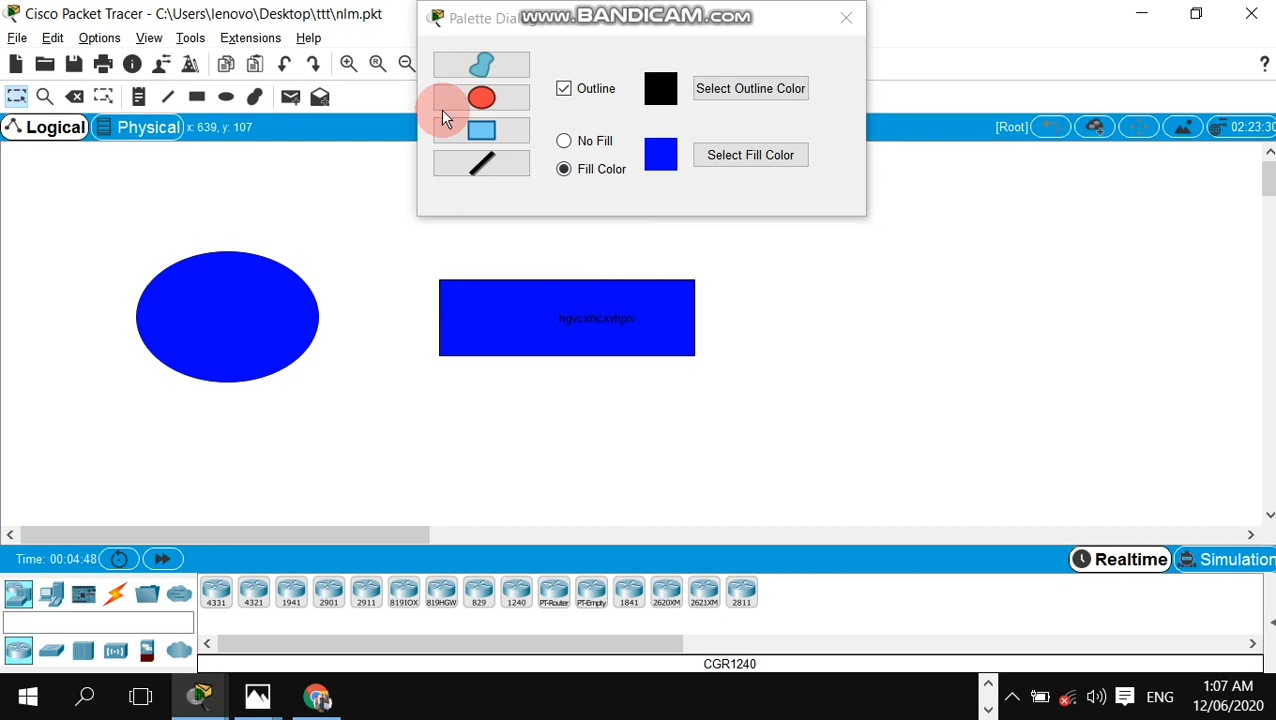 Cisco Packet Tracer - C:\Users\lenovo\Desktop\ttt\nlm.pkt
Palette
www.BANDICAM.com
File Edit Options View Tools Extensions Help
Outline
Select Outline Color
No Fill
Fill Color
Select Fill Color
Logical
Physical
x: 639, y: 107
[Root]
02:23:30
hgvcxhcxvhjxv
Time: 00:04:48
Realtime
Simulation
4331 4321 1941 2901 2911 819IOX 819HGW 829 1240 PT-Router PT-Empty 1841 2620XM 2621XM 2811
CGR1240
ENG
1:07 AM
12/06/2020